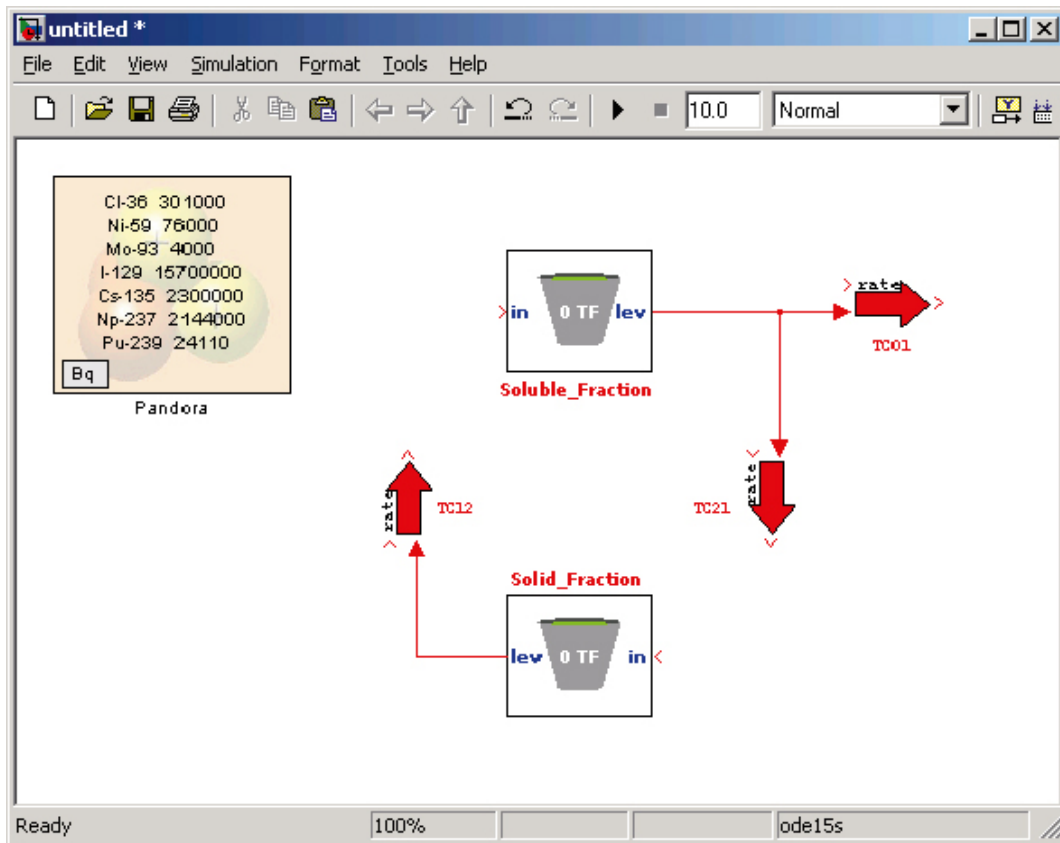 untitled *
File Edit View Simulation Format Tools Help
10.0 Normal
Cl-36 301000
Ni-59 76000
Mo-93 4000
I-129 15700000
Cs-135 2300000
Np-237 2144000
Pu-239 24110
Bq
Pandora
in 0 TF lev
Soluble_Fraction
rate
TC01
rate
TC12
rate
TC21
Solid_Fraction
lev 0 TF in
Ready 100% ode15s